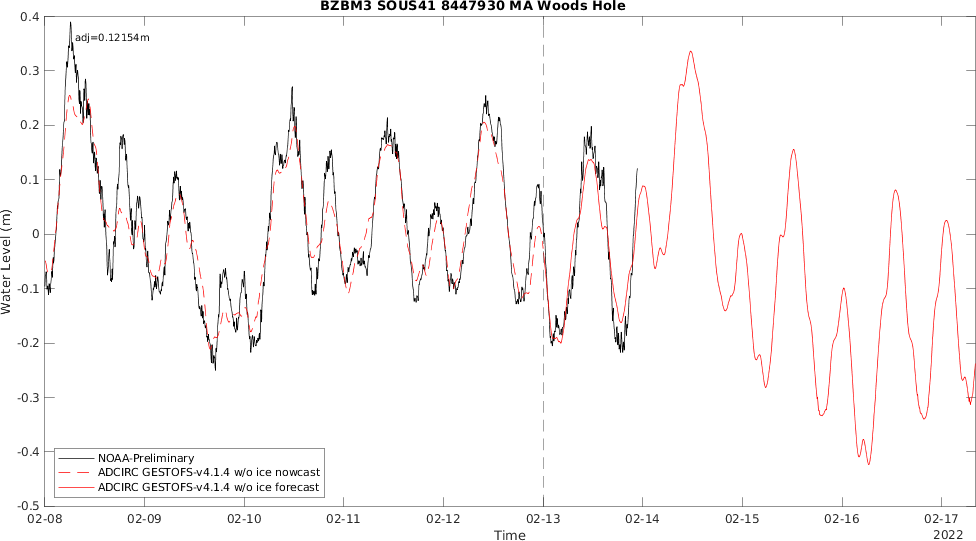 BZBM3 SOUS41 8447930 MA Woods Hole
adj=0.12154m
0.4
0.3
0.2
0.1
0
-0.1
-0.2
-0.3
-0.4
-0.5
Water Level (m)
NOAA-Preliminary
ADCIRC GESTOFS-v4.1.4 w/o ice nowcast
ADCIRC GESTOFS-v4.1.4 w/o ice forecast
02-08 02-09 02-10 02-11 02-12 02-13 02-14 02-15 02-16 02-17
Time
2022